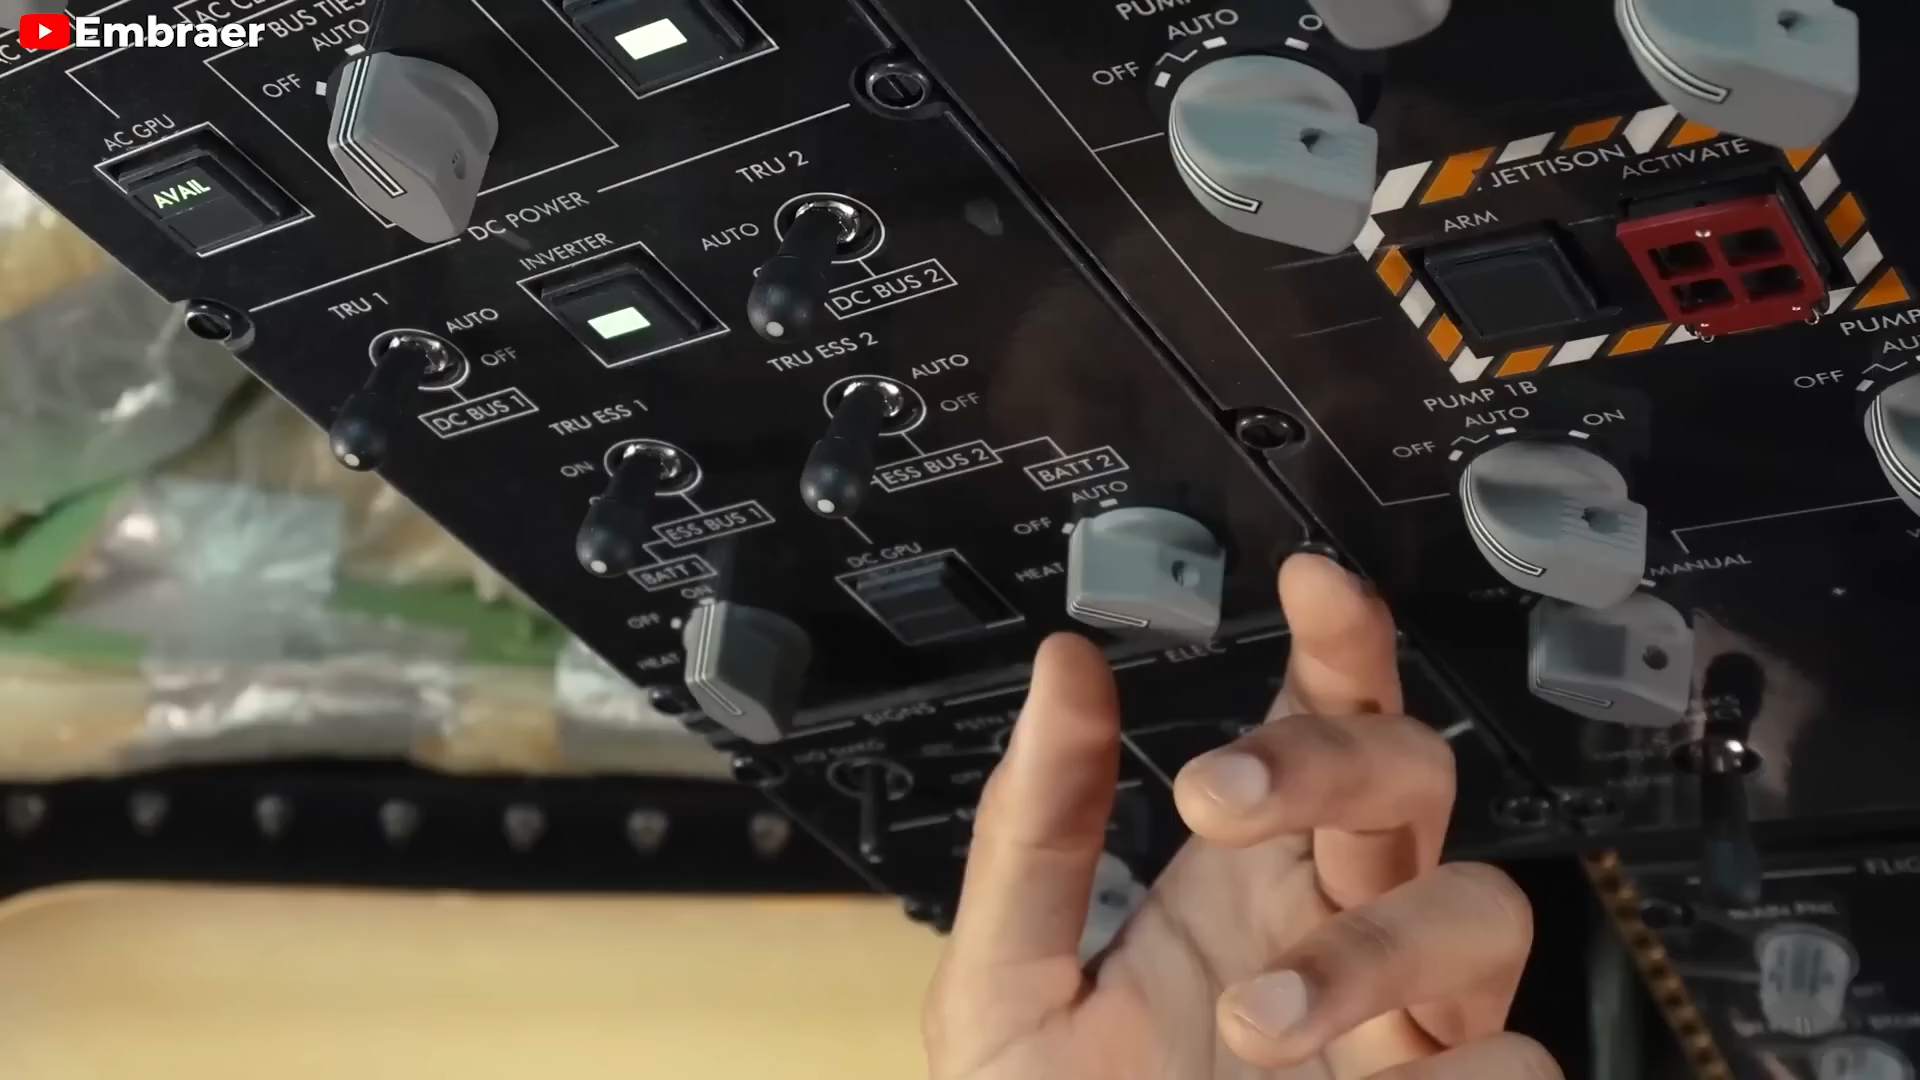 Embraer
BUS TIES
AUTO
OFF
AC GPU
AVAIL
DC POWER
TRU 1
AUTO
OFF
DC BUS 1
INVERTER
TRU 2
AUTO
DC BUS 2
TRU ESS 1
ON
ESS BUS 1
BATT 1
ON
OFF
HEAT
TRU ESS 2
AUTO
OFF
ESS BUS 2
BATT 2
AUTO
OFF
HEAT
DC GPU
ELEC
SIGNS
AUTO
OFF
JETTISON
ARM
ACTIVATE
PUMP 1B
AUTO
OFF
ON
PUMP
OFF
MANUAL